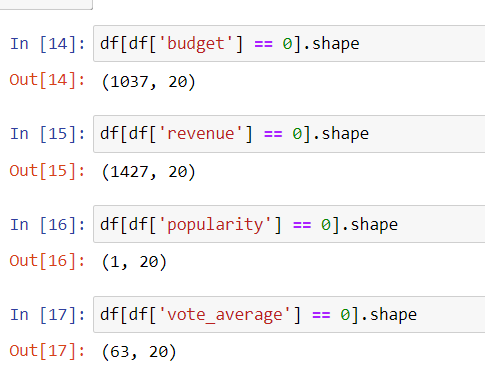 In [14]: df[df['budget'] == 0].shape
Out[14]: (1037, 20)
In [15]: df[df['revenue'] == 0].shape
Out[15]: (1427, 20)
In [16]: df[df['popularity'] == 0].shape
Out[16]: (1, 20)
In [17]: df[df['vote_average'] == 0].shape
Out[17]: (63, 20)